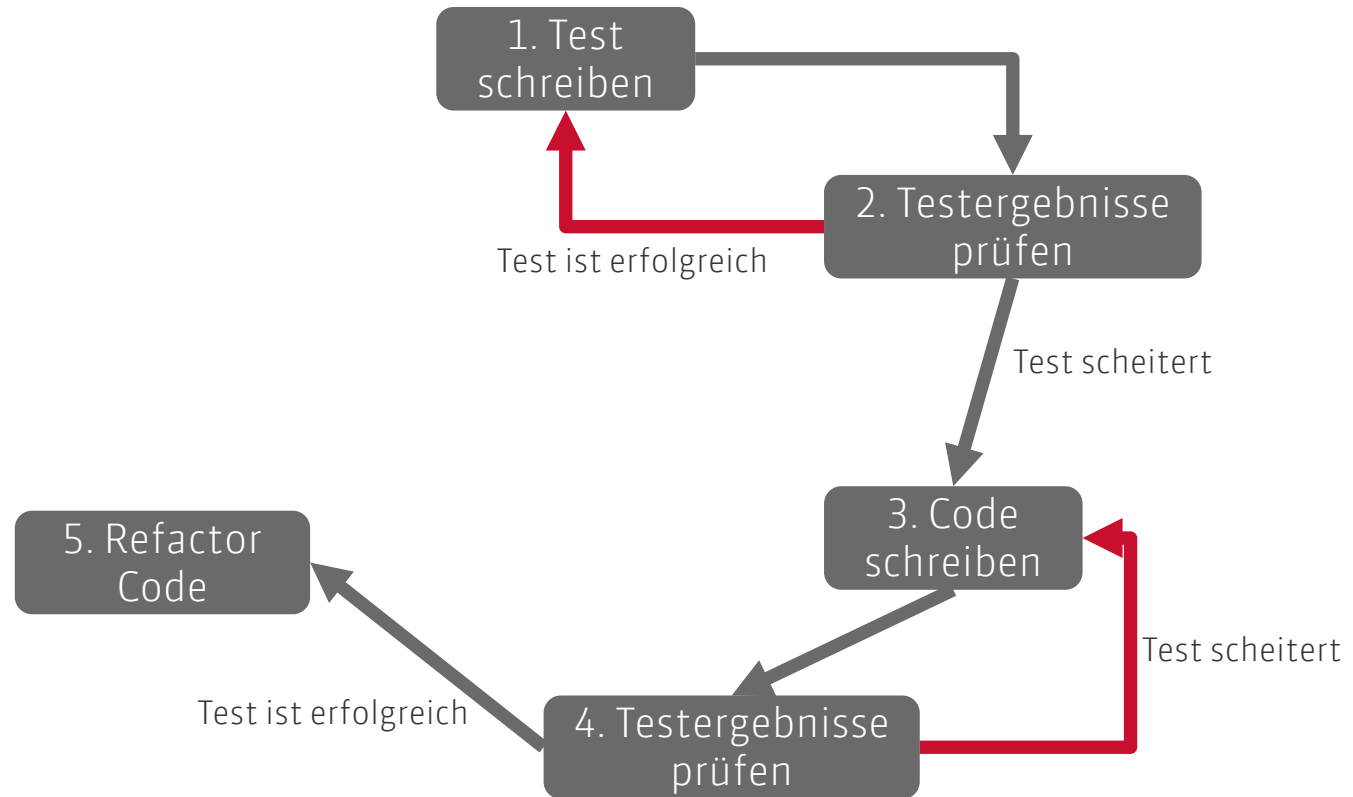 1. Test
schreiben
2. Testergebnisse
prüfen
Test ist erfolgreich
Test scheitert
3. Code
schreiben
5. Refactor
Code
Test scheitert
Test ist erfolgreich
4. Testergebnisse
prüfen